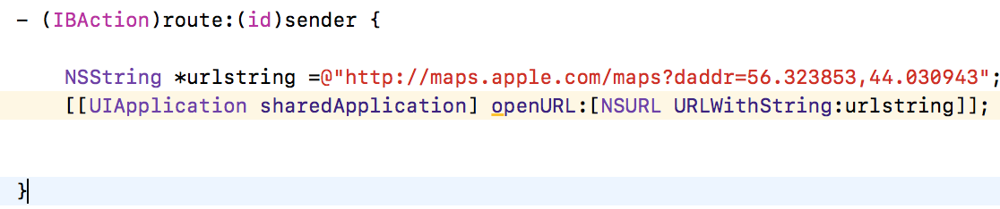 - (IBAction)route:(id)sender {
NSString *urlstring =@"http://maps.apple.com/maps?daddr=56.323853,44.030943";
[[UIApplication sharedApplication] openURL:[NSURL URLWithString:urlstring]];
}